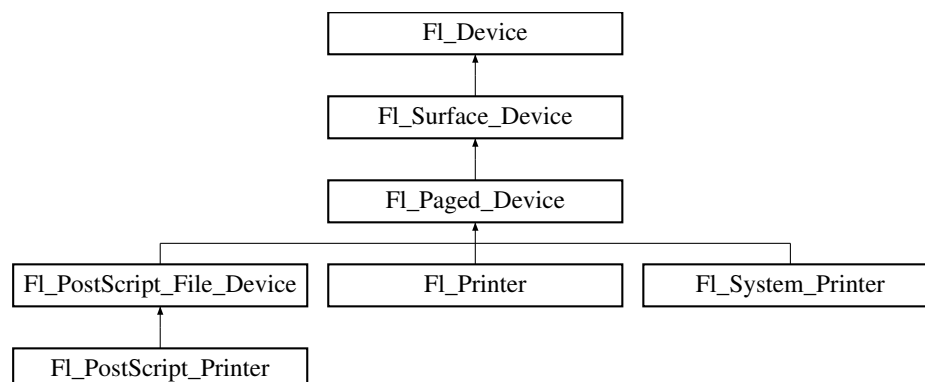 Fl_Device
Fl_Surface_Device
Fl_Paged_Device
Fl_PostScript_File_Device
Fl_Printer
Fl_System_Printer
Fl_PostScript_Printer